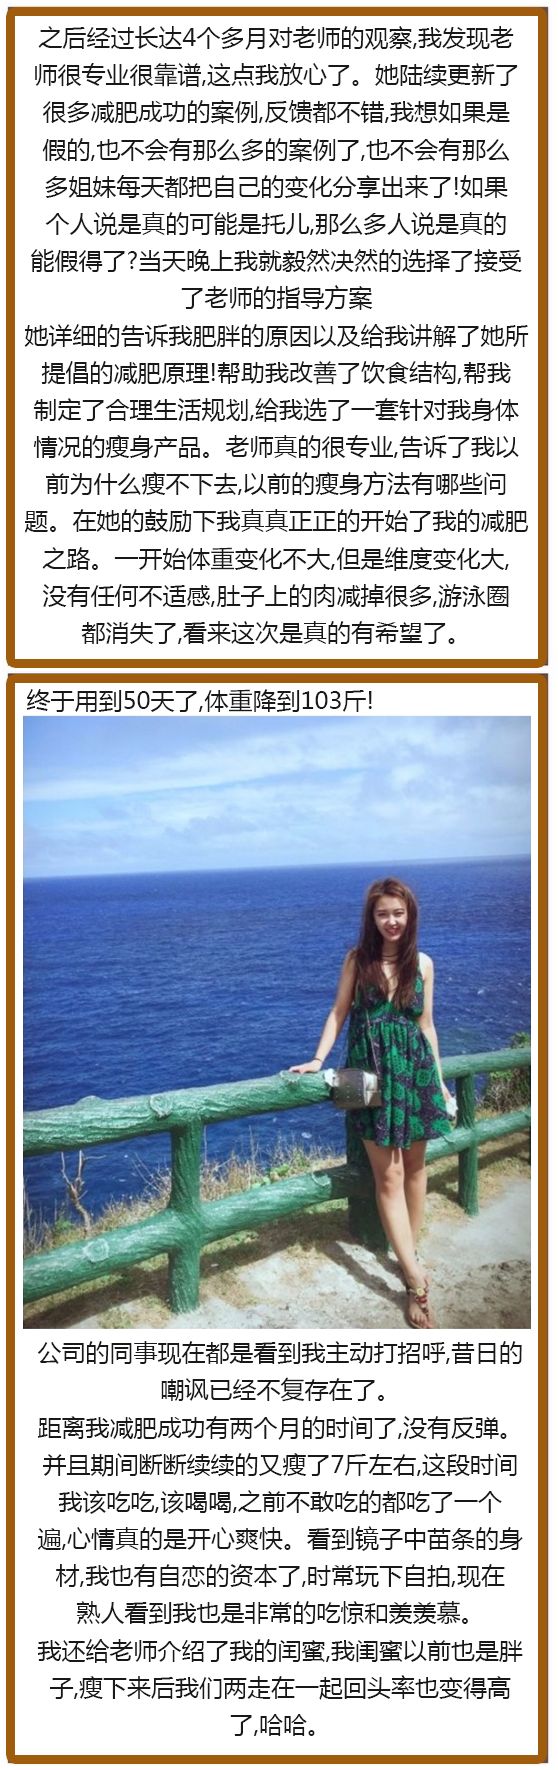 之后经过长达4个多月对老师的观察,我发现老
师很专业很靠谱,这点我放心了。她陆续更新了
很多减肥成功的案例,反馈都不错,我想如果是
假的,也不会有那么多的案例了,也不会有那么
多姐妹每天都把自己的变化分享出来了!如果
个人说是真的可能是托儿,那么多人说是真的
能假得了?当天晚上我就毅然决然的选择了接受
了老师的指导方案
她详细的告诉我肥胖的原因以及给我讲解了她所
提倡的减肥原理!帮助我改善了饮食结构,帮我
制定了合理生活规划,给我选了一套针对我身体
情况的瘦身产品。老师真的很专业,告诉了我以
前为什么瘦不下去,以前的瘦身方法有哪些问
题。在她的鼓励下我真真正正的开始了我的减肥
之路。一开始体重变化不大,但是维度变化大,
没有任何不适感,肚子上的肉减掉很多,游泳圈
都消失了,看来这次是真的有希望了。
终于用到50天了,体重降到103斤!
公司的同事现在都是看到我主动打招呼,昔日的
嘲讽已经不复存在了。
距离我减肥成功有两个月的时间了,没有反弹。
并且期间断断续续的又瘦了7斤左右,这段时间
我该吃吃,该喝喝,之前不敢吃的都吃了一个
遍,心情真的是开心爽快。看到镜子中苗条的身
材,我也有自恋的资本了,时常玩下自拍,现在
熟人看到我也是非常的吃惊和羡羡慕。
我还给老师介绍了我的闺蜜,我闺蜜以前也是胖
子,瘦下来后我们两走在一起回头率也变得高
了,哈哈。